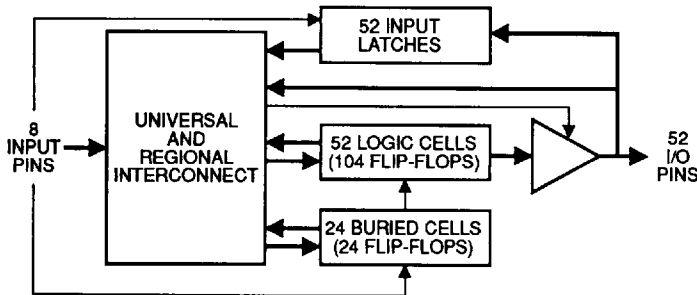 52 INPUT
LATCHES
8
INPUT
PINS
UNIVERSAL
AND
REGIONAL
INTERCONNECT
52 LOGIC CELLS
(104 FLIP-FLOPS)
52
I/O
PINS
24 BURIED CELLS
(24 FLIP-FLOPS)